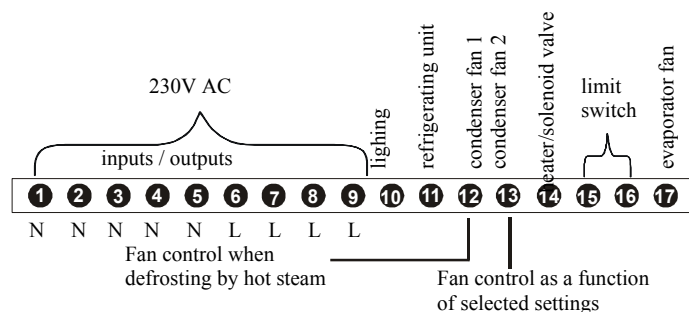 230V AC
inputs / outputs
lighing
refrigerating unit
condenser fan 1
condenser fan 2
heater/solenoid valve
limit
switch
evaporator fan
1 2 3 4 5 6 7 8 9 10 11 12 13 14 15 16 17
N N N N N L L L L
Fan control when
defrosting by hot steam
Fan control as a function
of selected settings